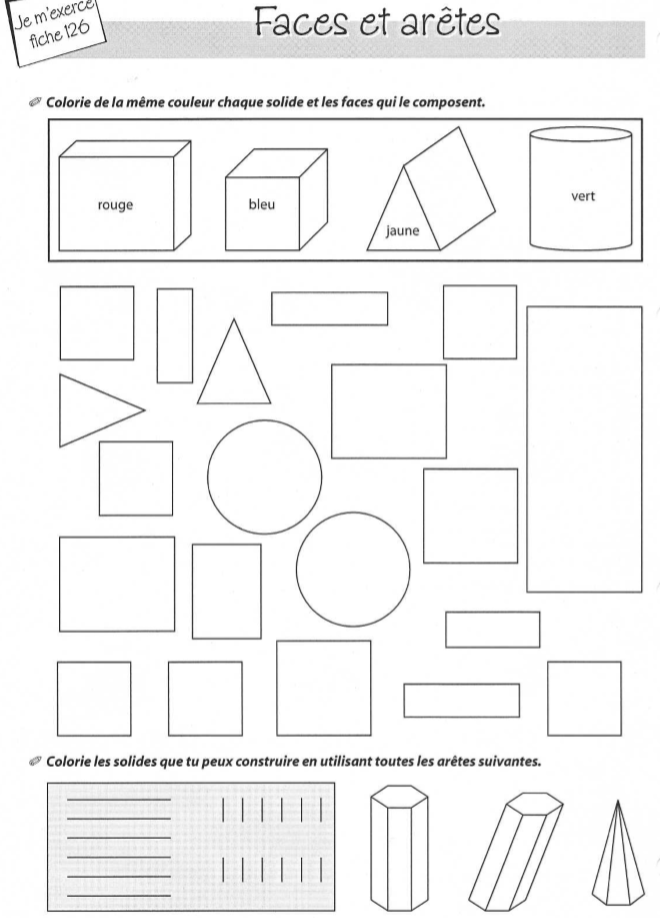 Je m'exerce
fiche 126
Faces et arêtes
Colorie de la même couleur chaque solide et les faces qui le composent.
rouge
bleu
jaune
vert
Colorie les solides que tu peux construire en utilisant toutes les arêtes suivantes.